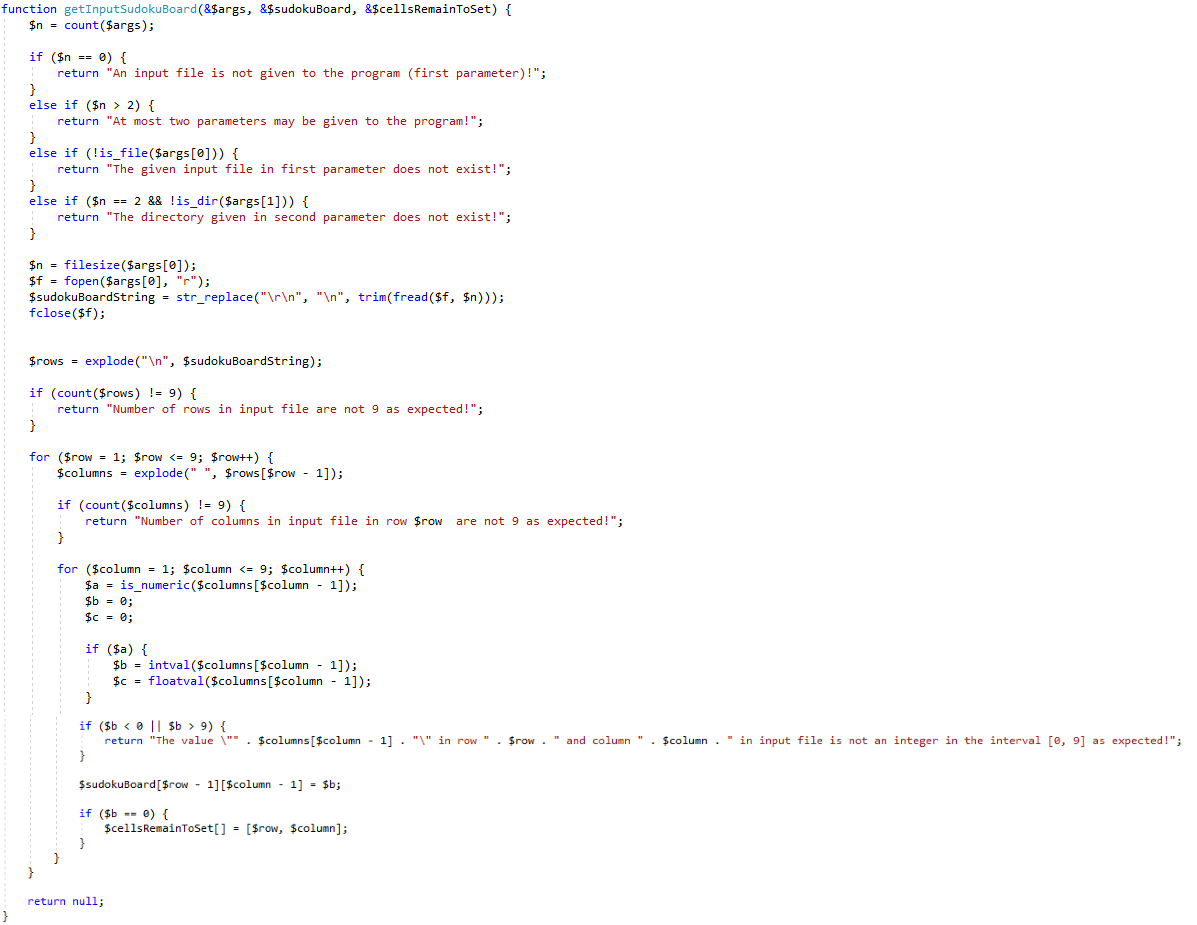 function getInputSudokuBoard(&$args, &$sudokuBoard, &$cellsRemainToSet) {
    $n = count($args);

    if ($n == 0) {
        return "An input file is not given to the program (first parameter)!";
    }
    else if ($n > 2) {
        return "At most two parameters may be given to the program!";
    }
    else if (!is_file($args[0])) {
        return "The given input file in first parameter does not exist!";
    }
    else if ($n == 2 && !is_dir($args[1])) {
        return "The directory given in second parameter does not exist!";
    }

    $n = filesize($args[0]);
    $f = fopen($args[0], "r");
    $sudokuBoardString = str_replace("\r\n", "\n", trim(fread($f, $n)));
    fclose($f);


    $rows = explode("\n", $sudokuBoardString);

    if (count($rows) != 9) {
        return "Number of rows in input file are not 9 as expected!";
    }

    for ($row = 1; $row <= 9; $row++) {
        $columns = explode(" ", $rows[$row - 1]);

        if (count($columns) != 9) {
            return "Number of columns in input file in row $row  are not 9 as expected!";
        }

        for ($column = 1; $column <= 9; $column++) {
            $a = is_numeric($columns[$column - 1]);
            $b = 0;
            $c = 0;

            if ($a) {
                $b = intval($columns[$column - 1]);
                $c = floatval($columns[$column - 1]);
            }

            if ($b < 0 || $b > 9) {
                return "The value \"" . $columns[$column - 1] . "\" in row " . $row . " and column " . $column . " in input file is not an integer in the interval [0, 9] as expected!";
            }

            $sudokuBoard[$row - 1][$column - 1] = $b;

            if ($b == 0) {
                $cellsRemainToSet[] = [$row, $column];
            }
        }
    }

    return null;
}